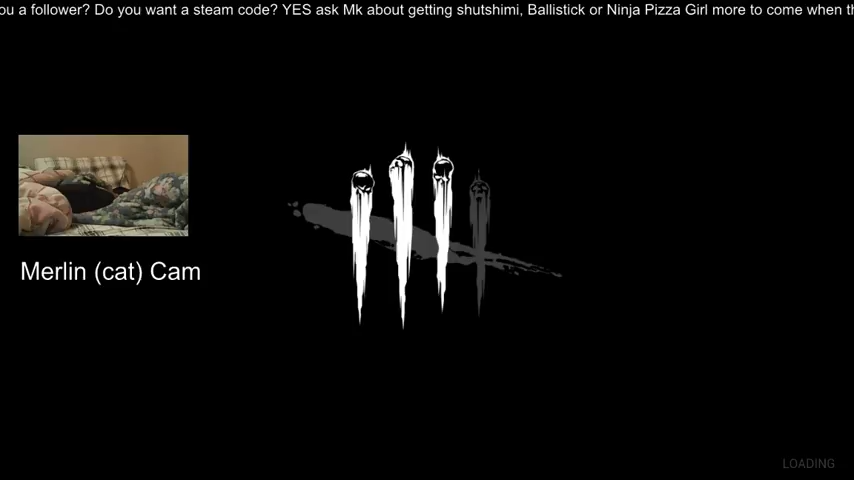 ou a follower? Do you want a steam code? YES ask Mk about getting shutshimi, Ballistick or Ninja Pizza Girl more to come when th
Merlin (cat) Cam
LOADING